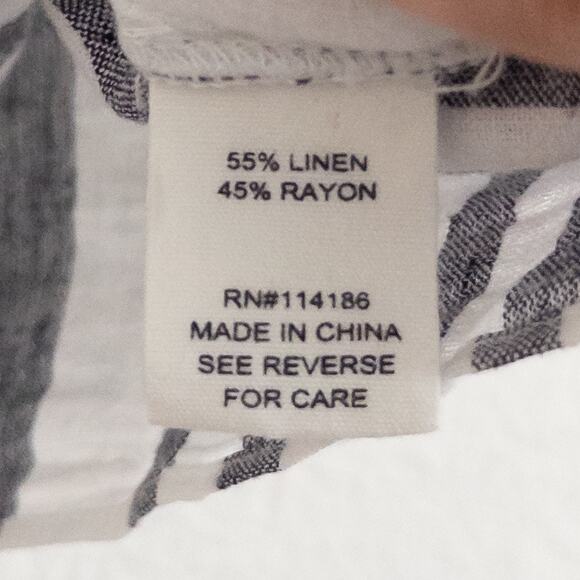 55% LINEN
45% RAYON
RN#114186
MADE IN CHINA
SEE REVERSE
FOR CARE